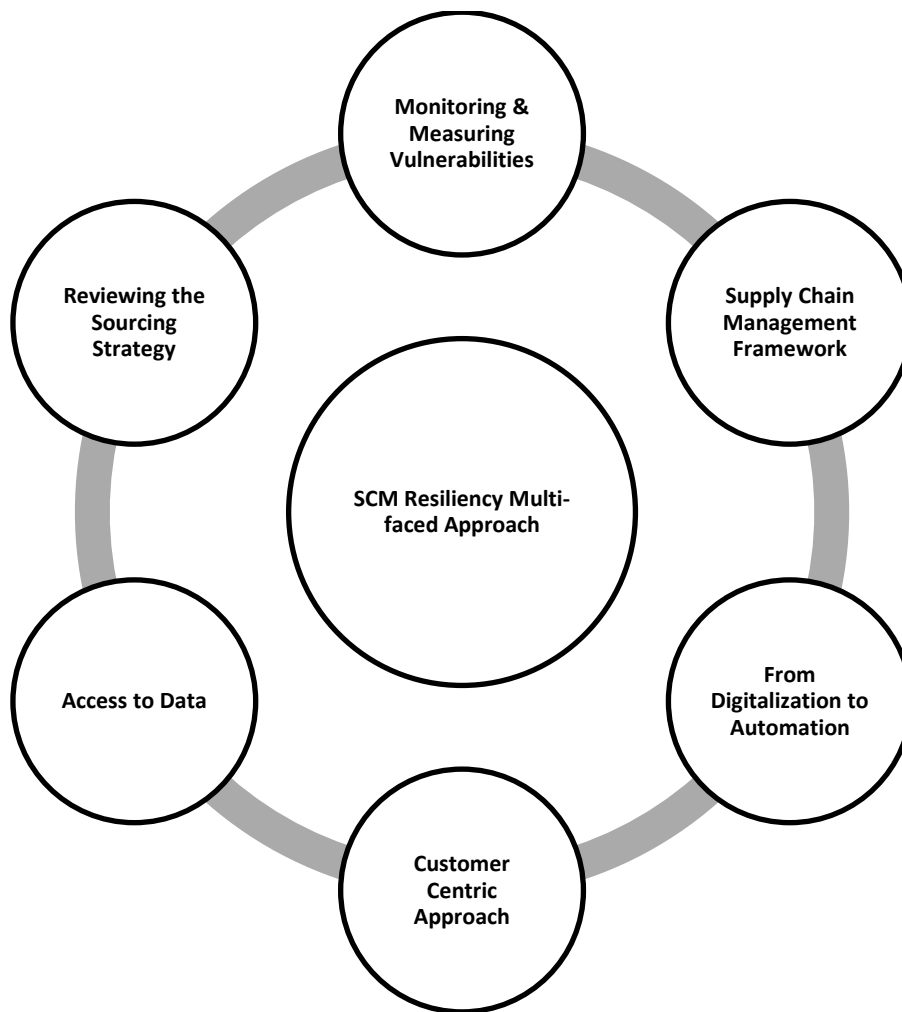 Monitoring &
Measuring
Vulnerabilities
Supply Chain
Management
Framework
From
Digitalization to
Automation
Customer
Centric
Approach
Access to Data
Reviewing the
Sourcing
Strategy
SCM Resiliency Multi-
faced Approach